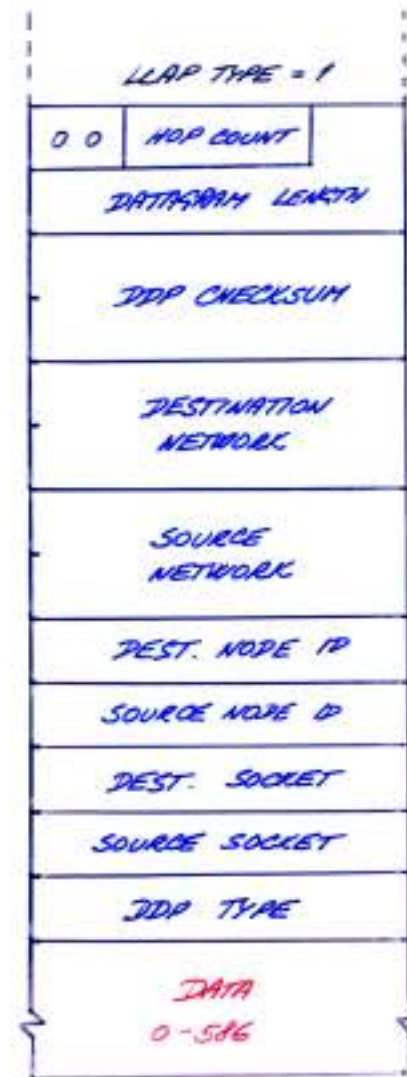 LLAP TYPE = 1
0 0 HOP COUNT
DATAGRAM LENGTH
DDP CHECKSUM
DESTINATION
NETWORK
SOURCE
NETWORK
DEST. NODE ID
SOURCE NODE ID
DEST. SOCKET
SOURCE SOCKET
DDP TYPE
DATA
0-586